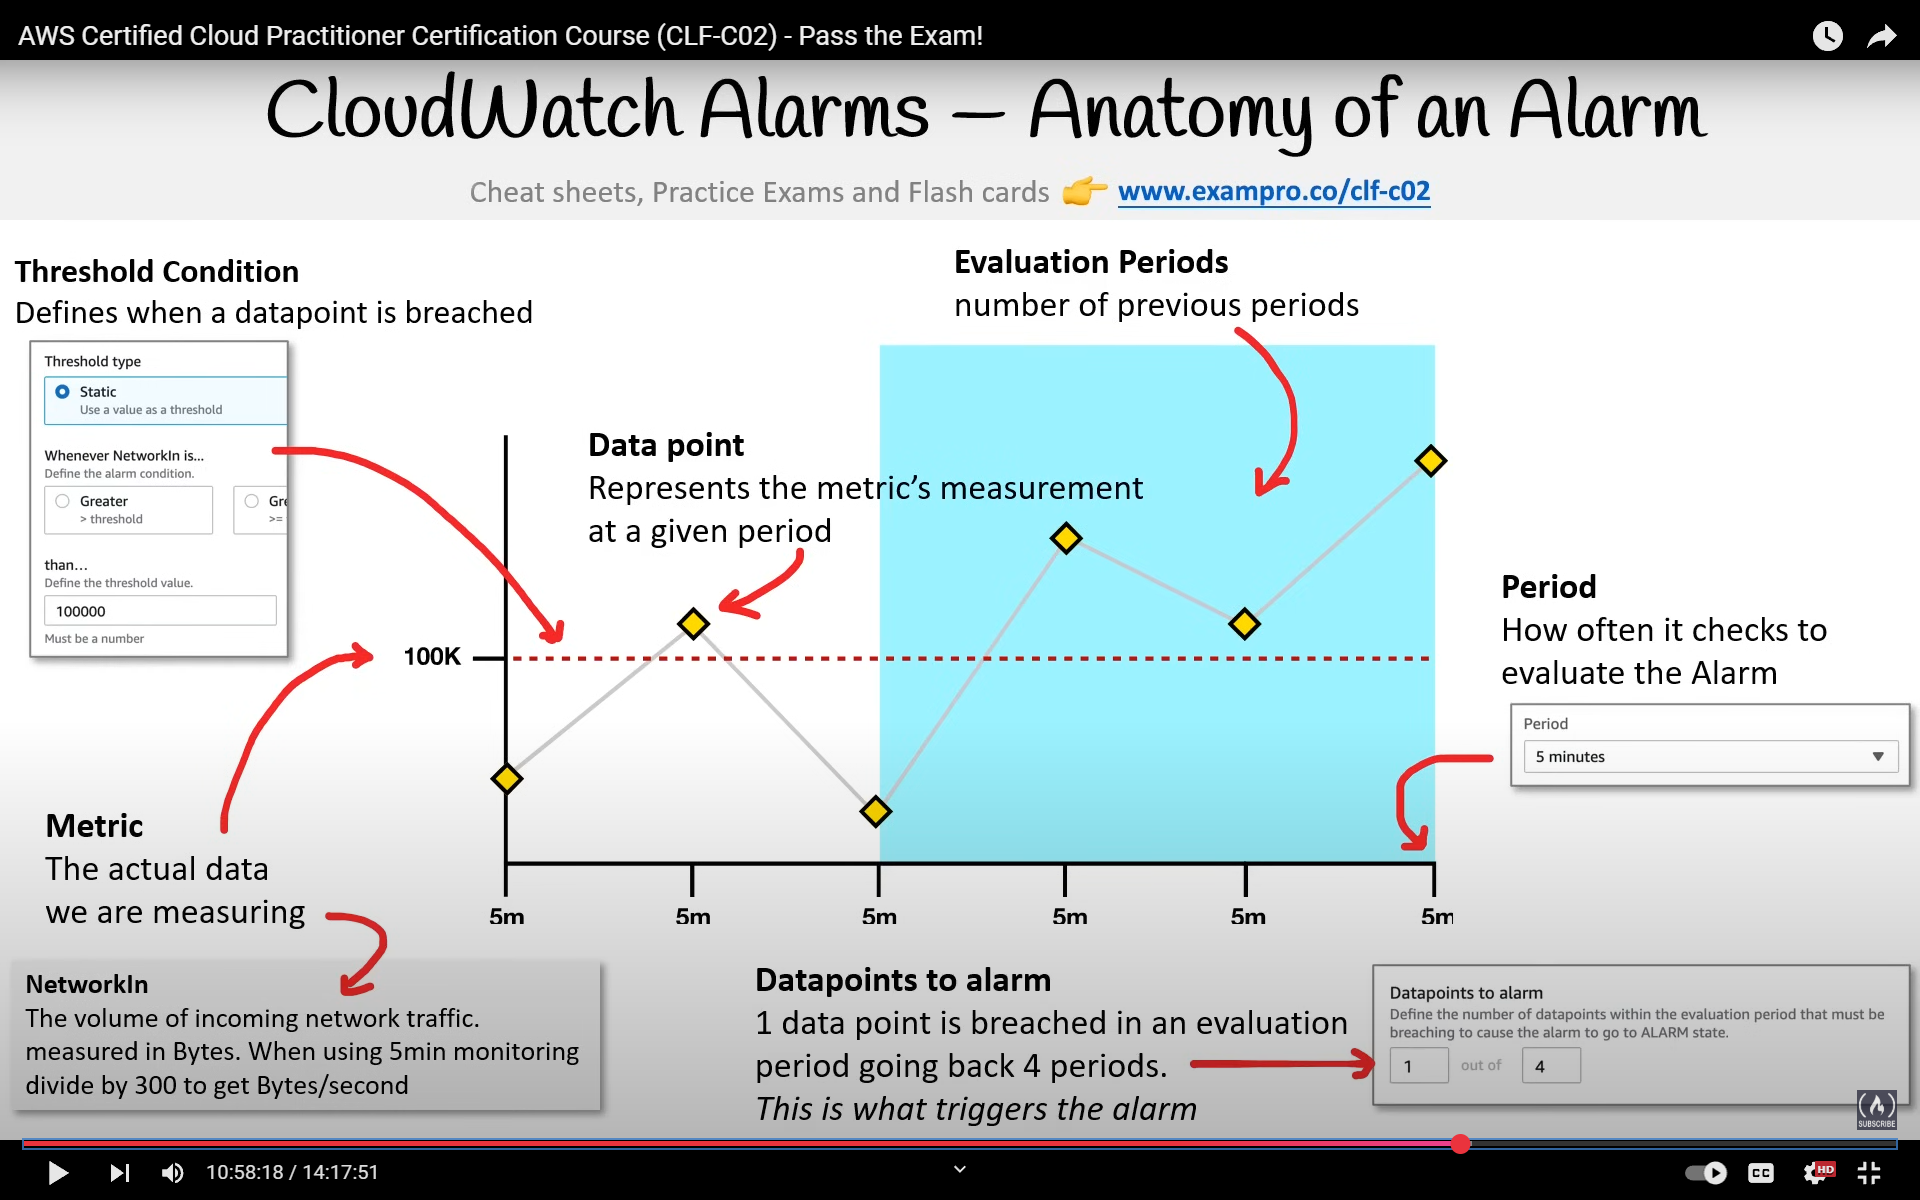 AWS Certified Cloud Practitioner Certification Course (CLF-C02) - Pass the Exam!
CloudWatch Alarms – Anatomy of an Alarm
Cheat sheets, Practice Exams and Flash cards 👉 www.exampro.co/clf-c02
Threshold Condition
Defines when a datapoint is breached
Threshold type
Static
Use a value as a threshold
Whenever NetworkIn is...
Define the alarm condition.
Greater
> threshold
Gre
>=
than...
Define the threshold value.
100000
Must be a number
Evaluation Periods
number of previous periods
Data point
Represents the metric's measurement
at a given period
100K
Period
How often it checks to
evaluate the Alarm
Period
5 minutes
Metric
The actual data
we are measuring
5m 5m 5m 5m 5m 5m
NetworkIn
The volume of incoming network traffic.
measured in Bytes. When using 5min monitoring
divide by 300 to get Bytes/second
Datapoints to alarm
1 data point is breached in an evaluation
period going back 4 periods.
This is what triggers the alarm
Datapoints to alarm
Define the number of datapoints within the evaluation period that must be
breaching to cause the alarm to go to ALARM state.
1 out of 4
SUBSCRIBE
10:58:18 / 14:17:51
CC
HD